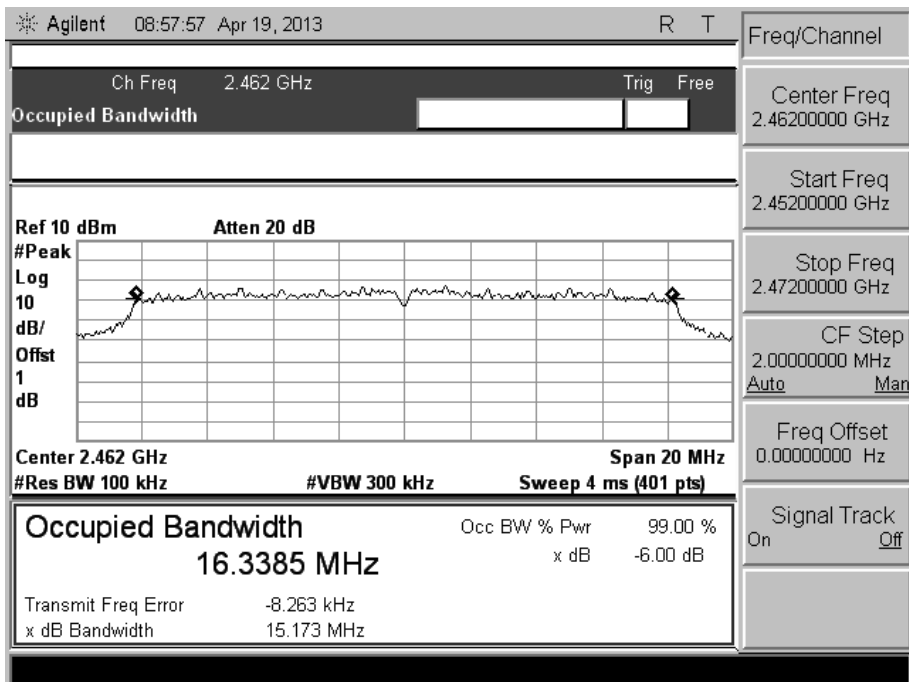 Agilent 08:57:57 Apr 19, 2013 R T
Ch Freq 2.462 GHz Trig Free
Occupied Bandwidth
Ref 10 dBm Atten 20 dB
#Peak
Log
10
dB/
Offst
1
dB
Center 2.462 GHz Span 20 MHz
#Res BW 100 kHz #VBW 300 kHz Sweep 4 ms (401 pts)
Occupied Bandwidth Occ BW % Pwr 99.00 %
16.3385 MHz x dB -6.00 dB
Transmit Freq Error -8.263 kHz
x dB Bandwidth 15.173 MHz
Freq/Channel
Center Freq
2.46200000 GHz
Start Freq
2.45200000 GHz
Stop Freq
2.47200000 GHz
CF Step
2.00000000 MHz
Auto Man
Freq Offset
0.00000000 Hz
Signal Track
On Off